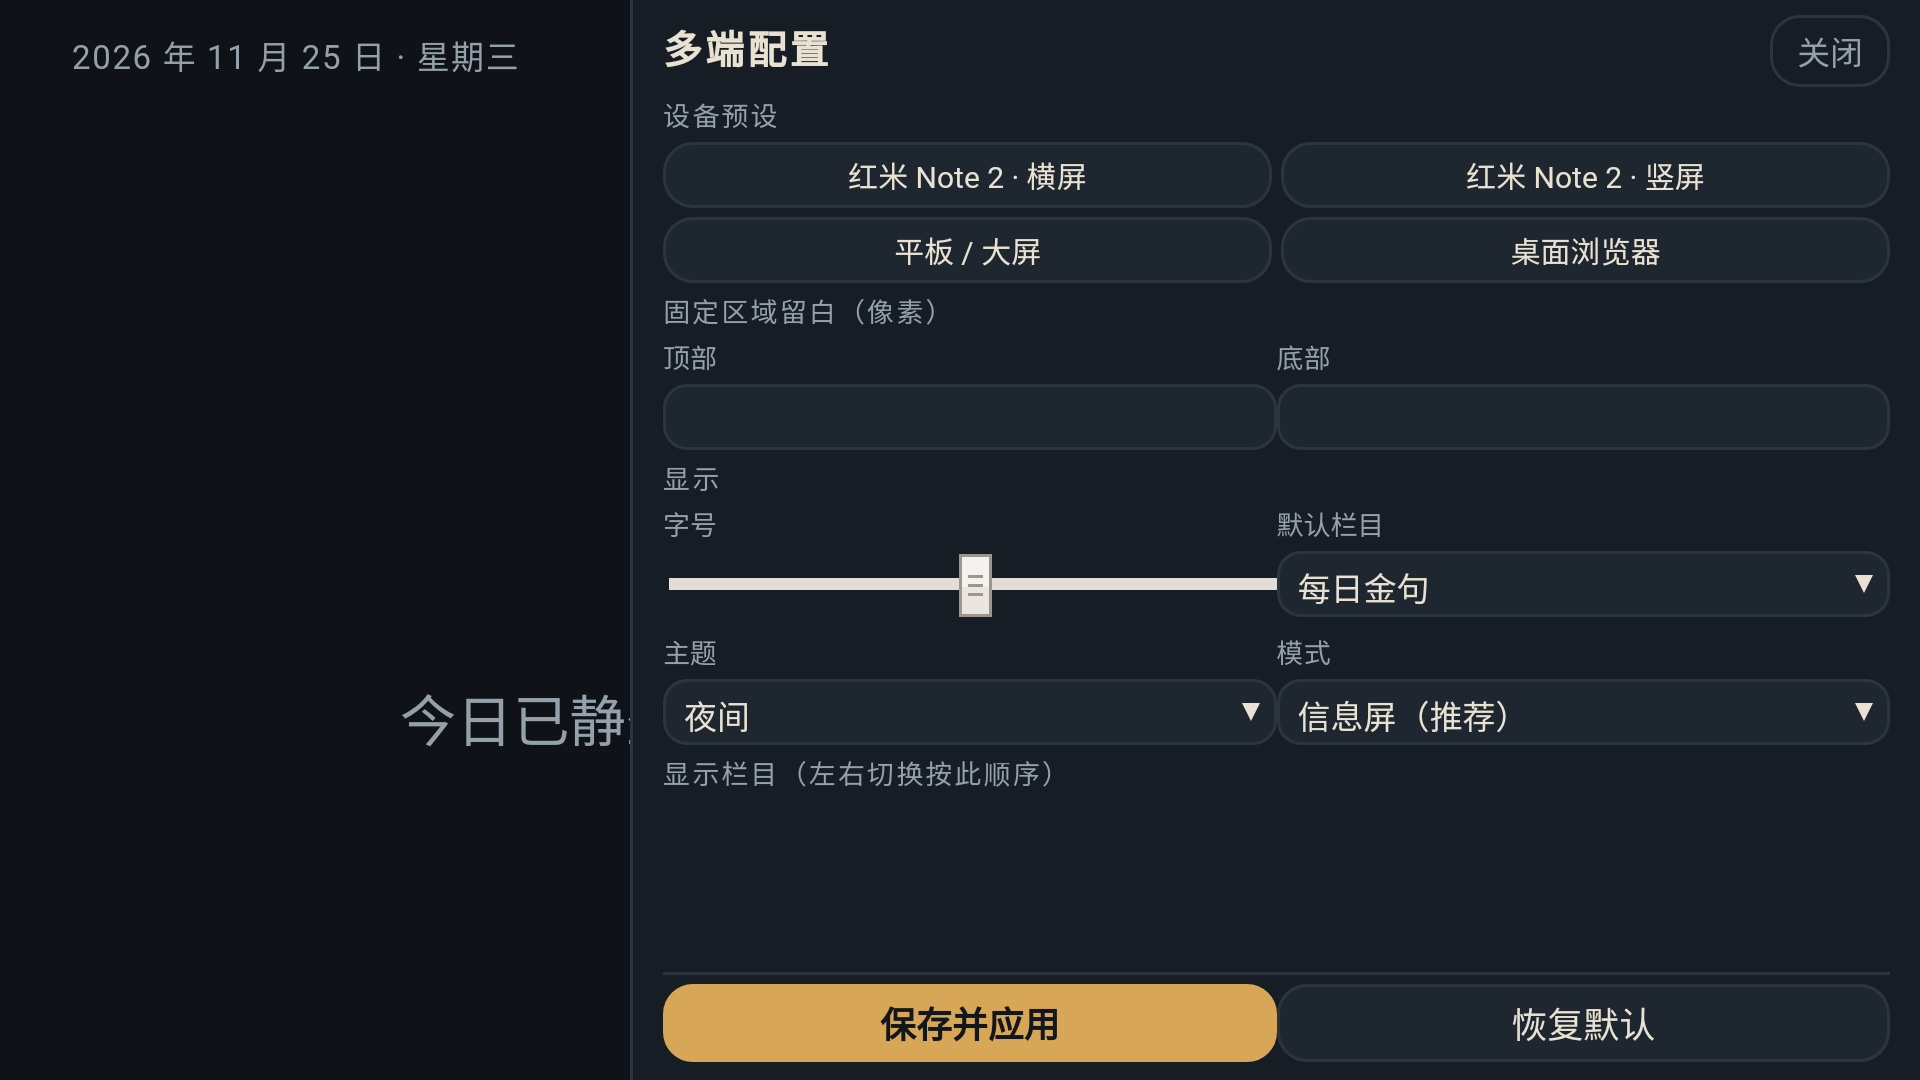 2026 年 11 月 25 日 · 星期三
今日已静
多端配置
关闭
设备预设
红米 Note 2 · 横屏
红米 Note 2 · 竖屏
平板 / 大屏
桌面浏览器
固定区域留白（像素）
顶部
底部
显示
字号
默认栏目
每日金句
主题
模式
夜间
信息屏（推荐）
显示栏目（左右切换按此顺序）
保存并应用
恢复默认